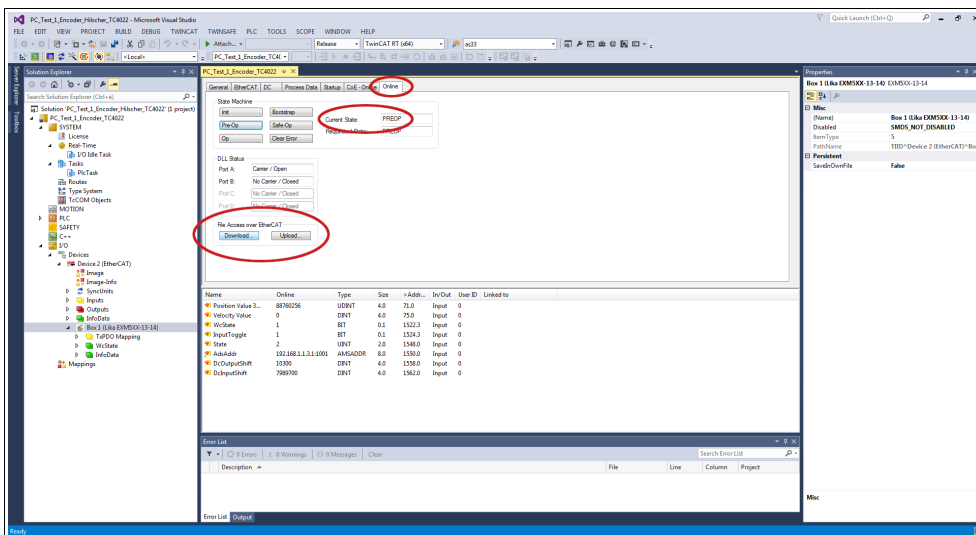 PC_Test_1_Encoder_Hilscher_TC4022 - Microsoft Visual Studio
Quick Launch (Ctrl+Q)
FILE EDIT VIEW PROJECT BUILD DEBUG TWINCAT TWINSAFE PLC TOOLS SCOPE WINDOW HELP
Attach... Release TwinCAT RT (x64) as33
<Local> PC_Test_1_Encoder_TC4(
Server Explorer
Toolbox
Solution Explorer
Search Solution Explorer (Ctrl+è)
Solution 'PC_Test_1_Encoder_Hilscher_TC4022' (1 project)
PC_Test_1_Encoder_TC4022
SYSTEM
License
Real-Time
I/O Idle Task
Tasks
PlcTask
Routes
Type System
TcCOM Objects
MOTION
PLC
SAFETY
C++
I/O
Devices
Device 2 (EtherCAT)
Image
Image-Info
SyncUnits
Inputs
Outputs
InfoData
Box 1 (Lika EXM5XX-13-14)
TxPDO Mapping
WcState
InfoData
Mappings
PC_Test_1_Encoder_TC4022
General EtherCAT DC Process Data Startup CoE - Online Online
State Machine
Init Bootstrap
Pre-Op Safe-Op
Op Clear Error
Current State: PREOP
Requested State: PREOP
DLL Status
Port A: Carrier / Open
Port B: No Carrier / Closed
Port C: No Carrier / Closed
Port D: No Carrier / Closed
File Access over EtherCAT
Download... Upload...
Name Online Type Size >Addr... In/Out User ID Linked to
Position Value 3... 88760256 UDINT 4.0 71.0 Input 0
Velocity Value 0 DINT 4.0 75.0 Input 0
WcState 1 BIT 0.1 1522.3 Input 0
InputToggle 1 BIT 0.1 1524.3 Input 0
State 2 UINT 2.0 1548.0 Input 0
AdsAddr 192.168.1.1.3.1:1001 AMSADDR 8.0 1550.0 Input 0
DcOutputShift 10300 DINT 4.0 1558.0 Input 0
DcInputShift 7989700 DINT 4.0 1562.0 Input 0
Error List
0 Errors 0 Warnings 0 Messages Clear
Search Error List
Description File Line Column Project
Error List Output
Properties
Box 1 (Lika EXM5XX-13-14) EXM5XX-13-14
Misc
(Name) Box 1 (Lika EXM5XX-13-14)
Disabled SMDS_NOT_DISABLED
ItemType 5
PathName TIID^Device 2 (EtherCAT)^Bo
Persistent
SaveInOwnFile False
Misc
Ready